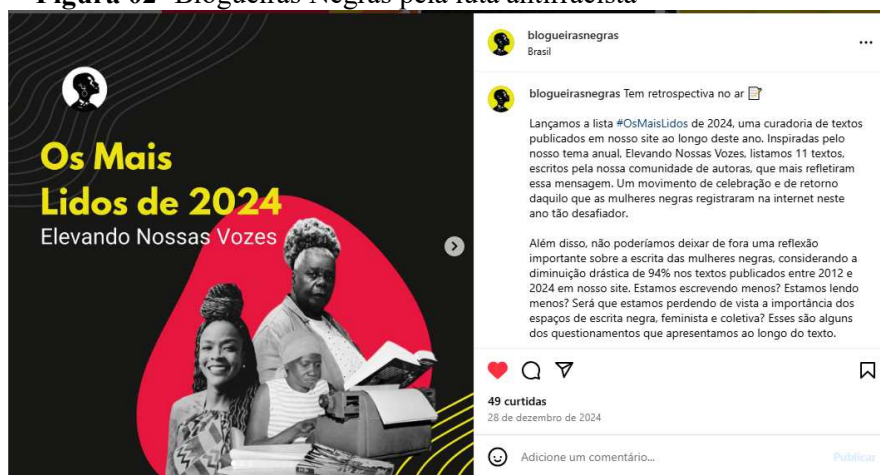 Figura 02- Blogueiras Negras pela luta antirracista
Os Mais
Lidos de 2024
Elevando Nossas Vozes
blogueirasnegras
Brasil
blogueirasnegras Tem retrospectiva no ar 📝
Lançamos a lista #OsMaisLidos de 2024, uma curadoria de textos
publicados em nosso site ao longo deste ano. Inspiradas pelo
nosso tema anual, Elevando Nossas Vozes, listamos 11 textos,
escritos pela nossa comunidade de autoras, que mais refletiram
essa mensagem. Um movimento de celebração e de retorno
daquilo que as mulheres negras registraram na internet neste
ano tão desafiador.
Além disso, não poderíamos deixar de fora uma reflexão
importante sobre a escrita das mulheres negras, considerando a
diminuição drástica de 94% nos textos publicados entre 2012 e
2024 em nosso site. Estamos escrevendo menos? Estamos lendo
menos? Será que estamos perdendo de vista a importância dos
espaços de escrita negra, feminista e coletiva? Esses são alguns
dos questionamentos que apresentamos ao longo do texto.
49 curtidas
28 de dezembro de 2024
Adicione um comentário...
Publicar